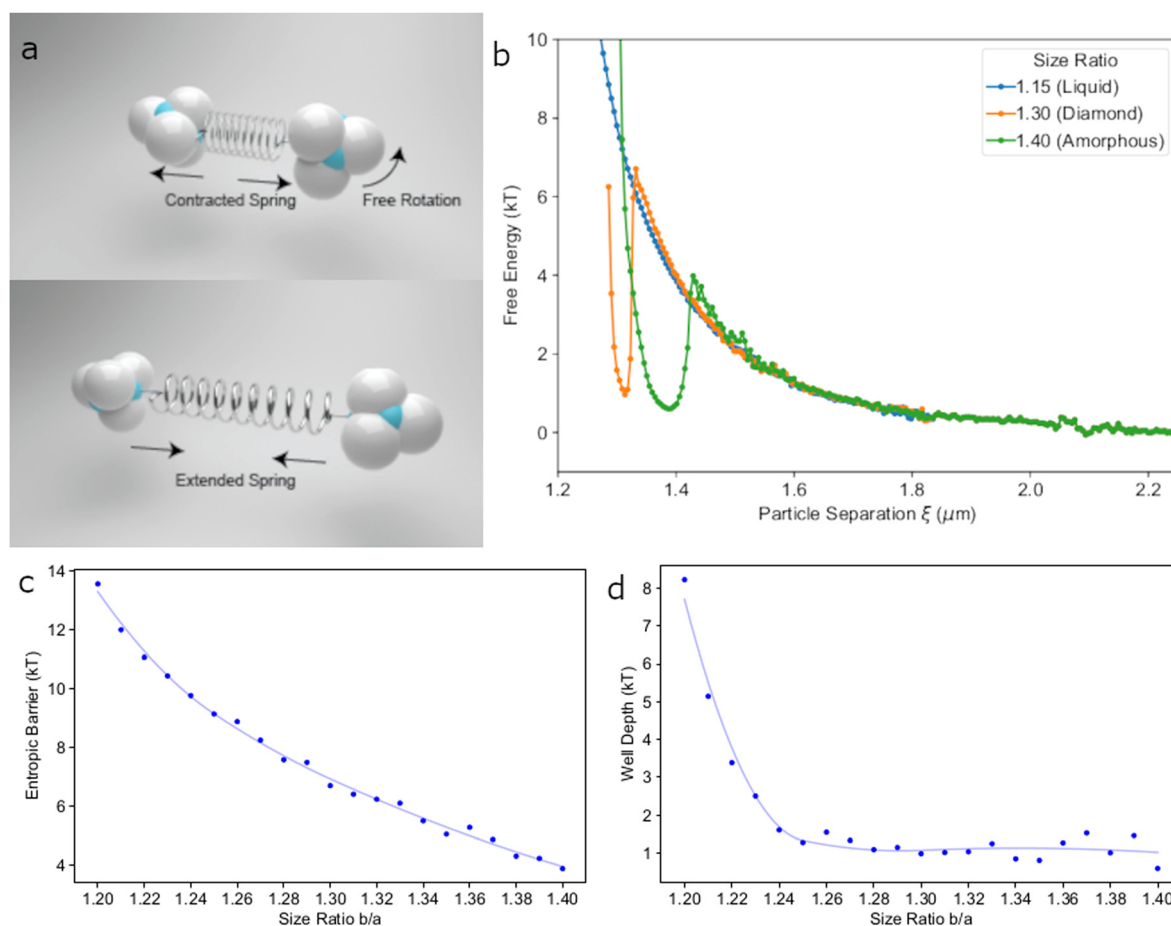 a
Contracted Spring
Free Rotation
Extended Spring
b
10
8
6
4
2
0
Free Energy (kT)
1.2 1.4 1.6 1.8 2.0 2.2
Particle Separation ξ (μm)
Size Ratio
1.15 (Liquid)
1.30 (Diamond)
1.40 (Amorphous)
c
14
12
10
8
6
4
Entropic Barrier (kT)
1.20 1.22 1.24 1.26 1.28 1.30 1.32 1.34 1.36 1.38 1.40
Size Ratio b/a
d
8
7
6
5
4
3
2
1
Well Depth (kT)
1.20 1.22 1.24 1.26 1.28 1.30 1.32 1.34 1.36 1.38 1.40
Size Ratio b/a